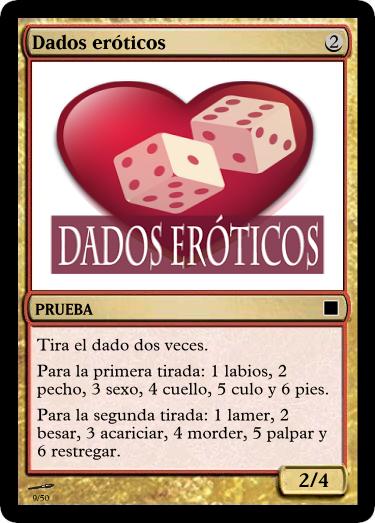 Dados eróticos 2
DADOS ERÓTICOS
PRUEBA
Tira el dado dos veces.
Para la primera tirada: 1 labios, 2
pecho, 3 sexo, 4 cuello, 5 culo y 6 pies.
Para la segunda tirada: 1 lamer, 2
besar, 3 acariciar, 4 morder, 5 palpar y
6 restregar.
2/4
9/50